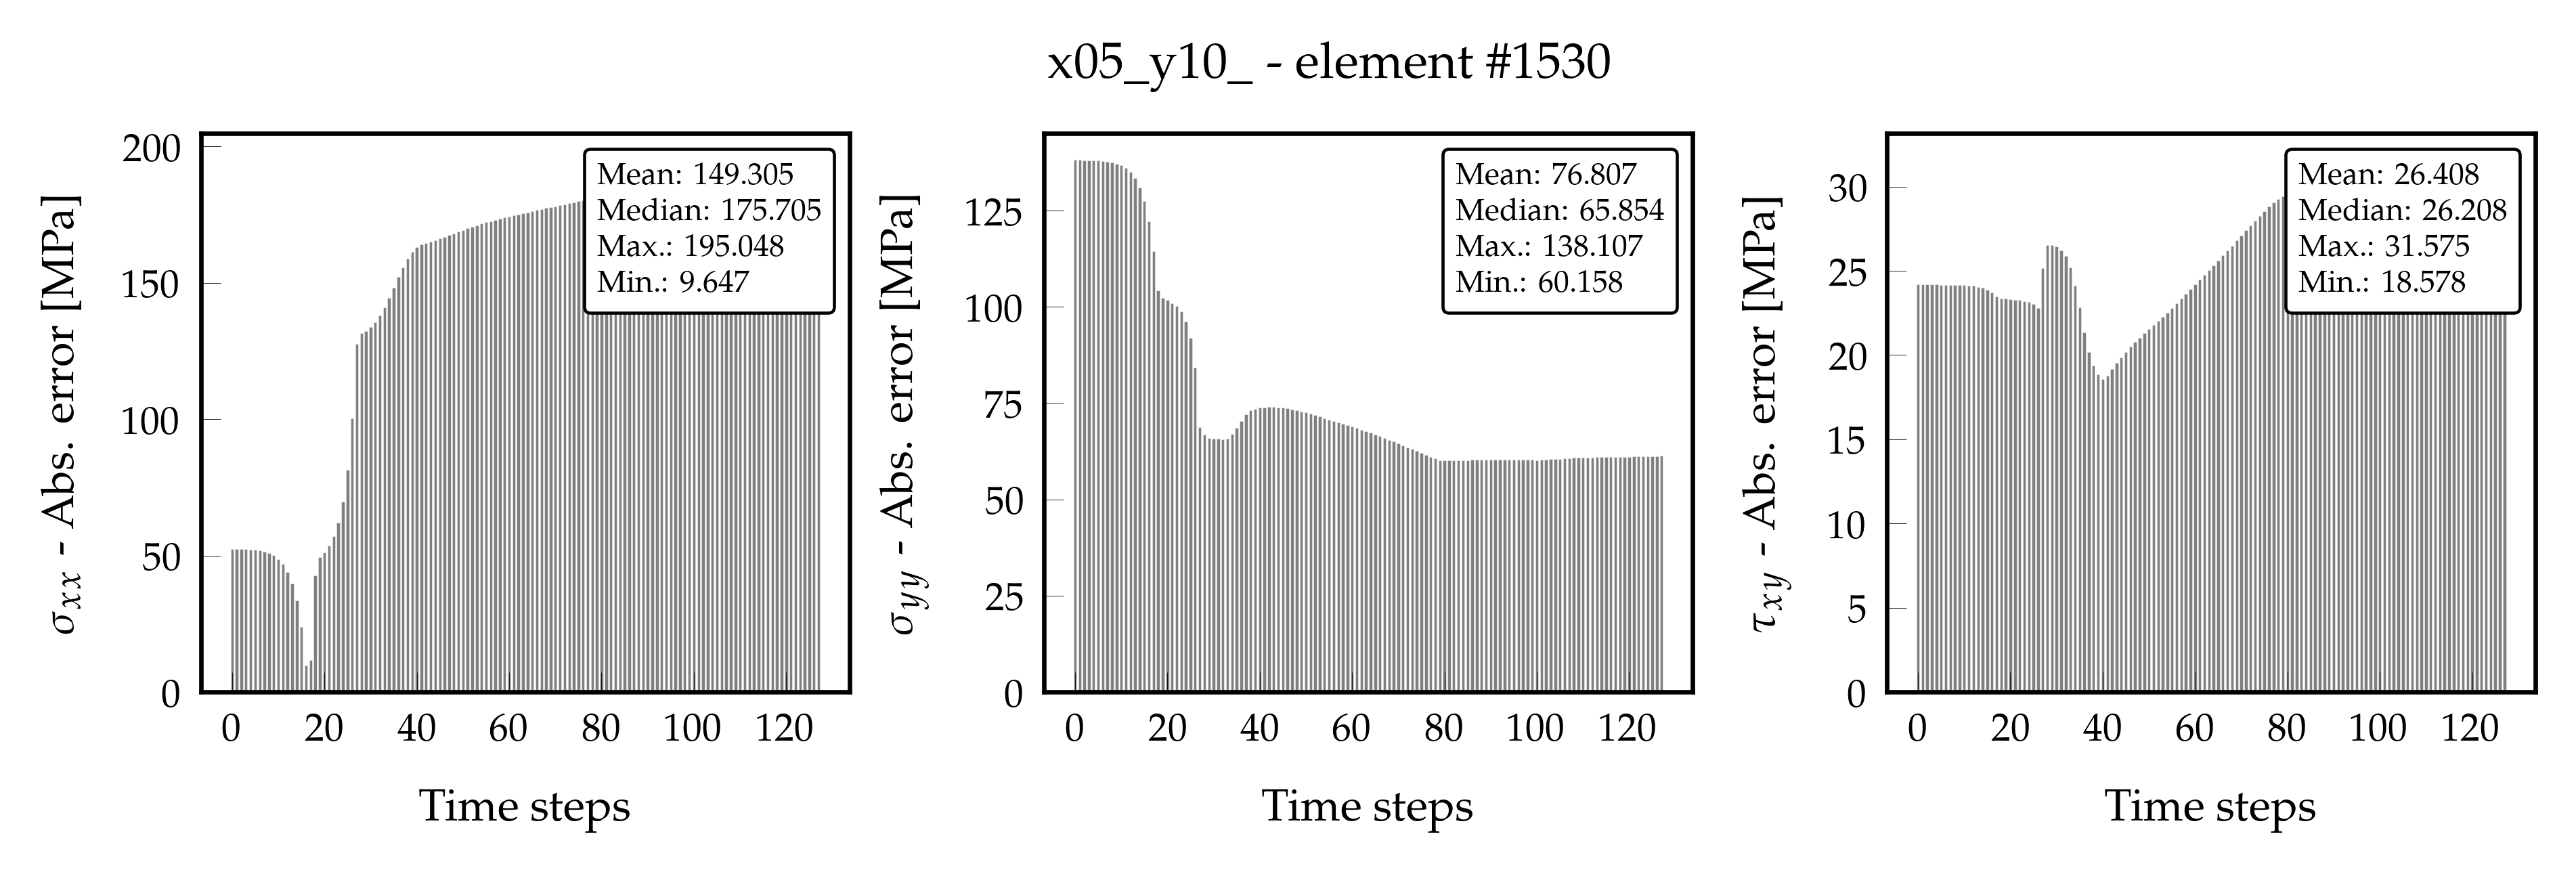 x05_y10_ - element #1530
σxx - Abs. error [MPa]
200
150
100
50
0
Mean: 149.305
Median: 175.705
Max.: 195.048
Min.: 9.647
0 20 40 60 80 100 120
Time steps
σyy - Abs. error [MPa]
125
100
75
50
25
0
Mean: 76.807
Median: 65.854
Max.: 138.107
Min.: 60.158
0 20 40 60 80 100 120
Time steps
τxy - Abs. error [MPa]
30
25
20
15
10
5
0
Mean: 26.408
Median: 26.208
Max.: 31.575
Min.: 18.578
0 20 40 60 80 100 120
Time steps